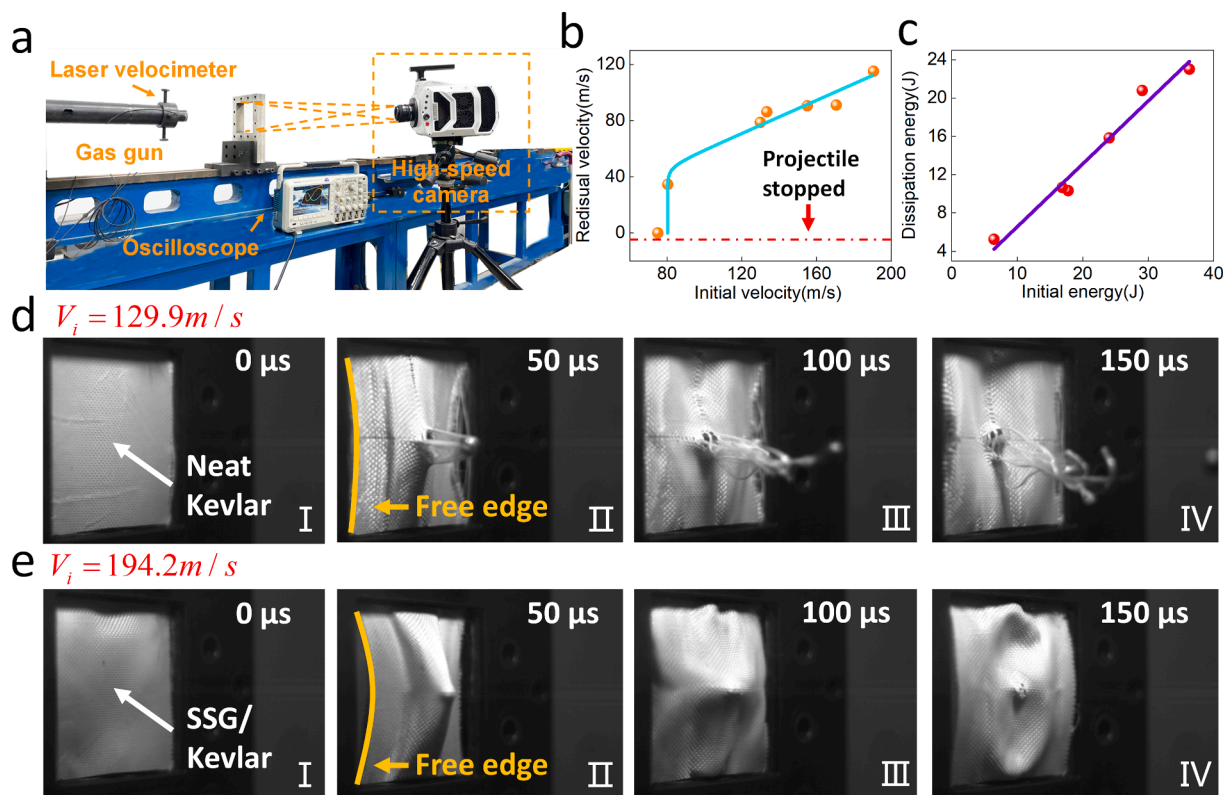 a
Laser velocimeter
Gas gun
High-speed
camera
Oscilloscope
b
Redisual velocity(m/s)
120
80
40
0
Projectile
stopped
80
120
160
200
Initial velocity(m/s)
c
Dissipation energy(J)
24
20
16
12
8
4
0
10
20
30
40
Initial energy(J)
d
V_i = 129.9m / s
0 μs
Neat
Kevlar
I
50 μs
Free edge
II
100 μs
III
150 μs
IV
e
V_i = 194.2m / s
0 μs
SSG/
Kevlar
I
50 μs
Free edge
II
100 μs
III
150 μs
IV